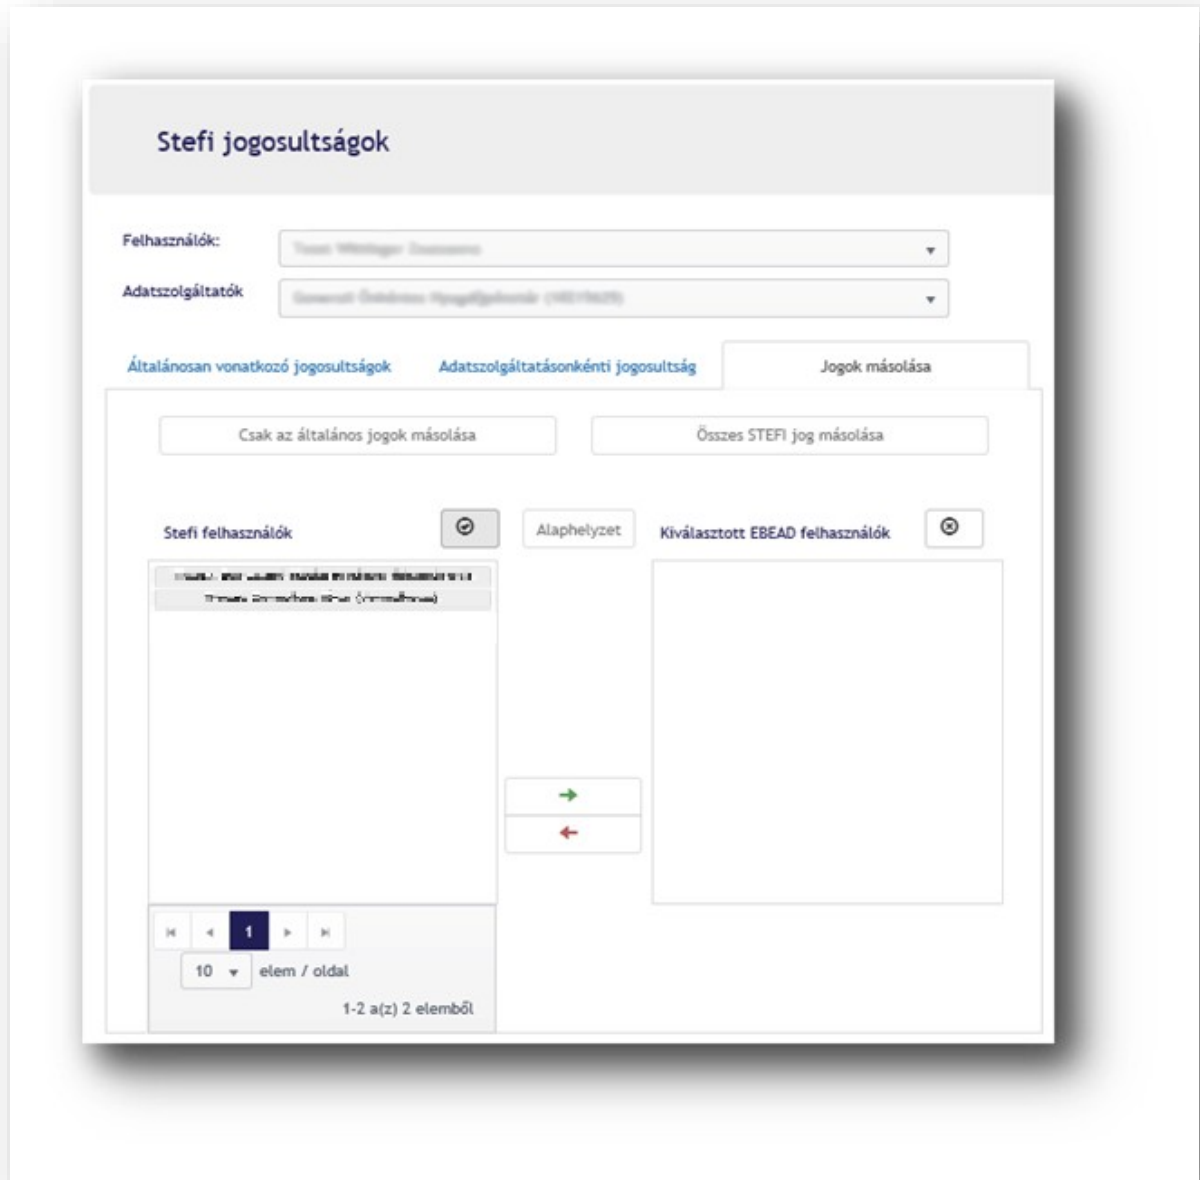 Stefi jogosultságok
Felhasználók:
Adatszolgáltatók
Általánosan vonatkozó jogosultságok Adatszolgáltatásonkénti jogosultság Jogok másolása
Csak az általános jogok másolása Összes STEFI jog másolása
Stefi felhasználók Alaphelyzet Kiválasztott EBEAD felhasználók
1
10 elem / oldal
1-2 a(z) 2 elemből